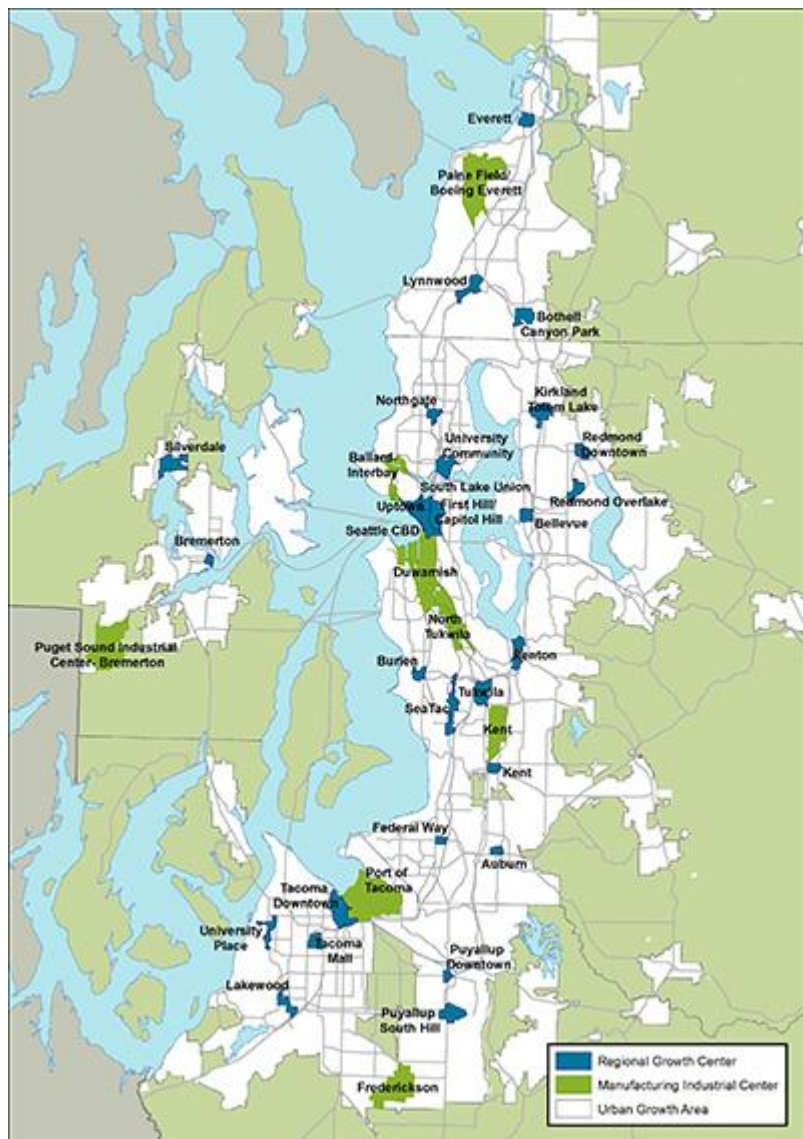 Everett
Paine Field/
Boeing Everett
Lynnwood
Bothell
Canyon Park
Northgate
Kirkland
Totem Lake
Silverdale
Ballard
Interbay
University
Community
Redmond
Downtown
South Lake Union
Redmond Overlake
Uptown
First Hill/
Capitol Hill
Seattle CBD
Bellevue
Bremerton
Duwamish
North
Tukwila
Puget Sound Industrial
Center- Bremerton
Burien
Renton
Tukwila
SeaTac
Kent
Kent
Federal Way
Auburn
Port of
Tacoma
Tacoma
Downtown
University
Place
Tacoma
Mall
Puyallup
Downtown
Lakewood
Puyallup
South Hill
Frederickson
Regional Growth Center
Manufacturing Industrial Center
Urban Growth Area